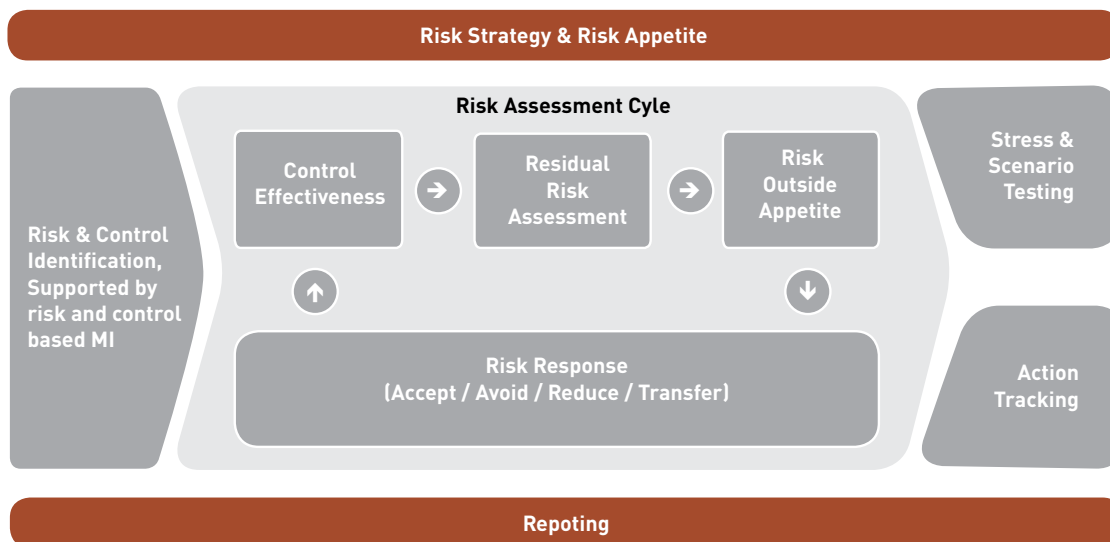 Risk Strategy & Risk Appetite
Risk & Control
Identification,
Supported by
risk and control
based MI
Risk Assessment Cyle
Control
Effectiveness
Residual
Risk
Assessment
Risk
Outside
Appetite
Risk Response
(Accept / Avoid / Reduce / Transfer)
Stress &
Scenario
Testing
Action
Tracking
Repoting